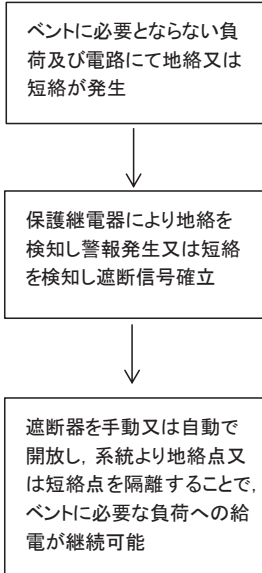 ベントに必要とならない負
荷及び電路にて地絡又は
短絡が発生
保護継電器により地絡を
検知し警報発生又は短絡
を検知し遮断信号確立
遮断器を手動又は自動で
開放し，系統より地絡点又
は短絡点を隔離することで，
ベントに必要な負荷への給
電が継続可能